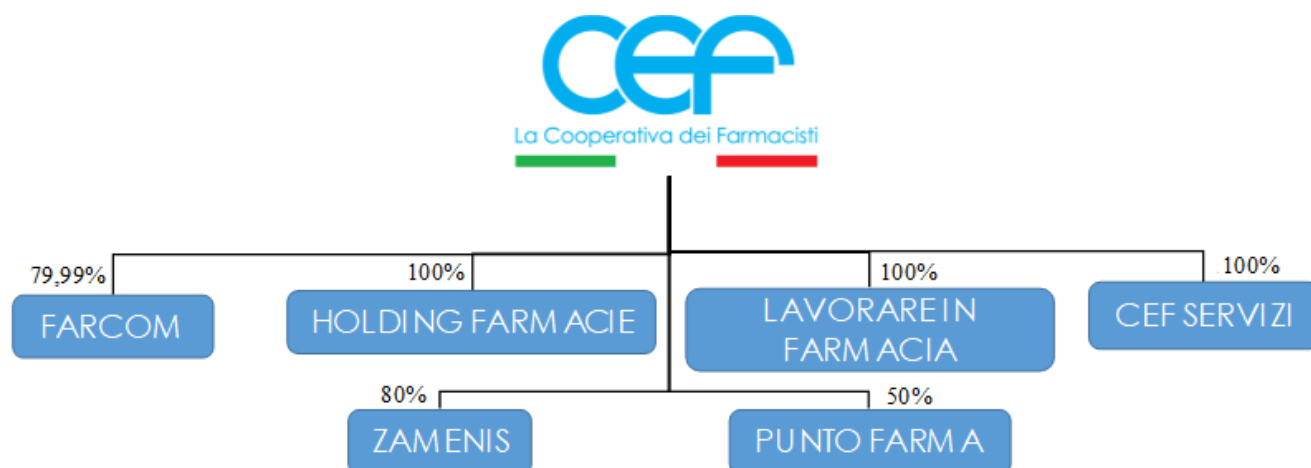 cef
La Cooperativa dei Farmacisti
79,99%
100%
100%
100%
FARCOM
HOLDING FARMACIE
LAVORARE IN
FARMACIA
CEF SERVIZI
80%
50%
ZAMENIS
PUNTO FARMA